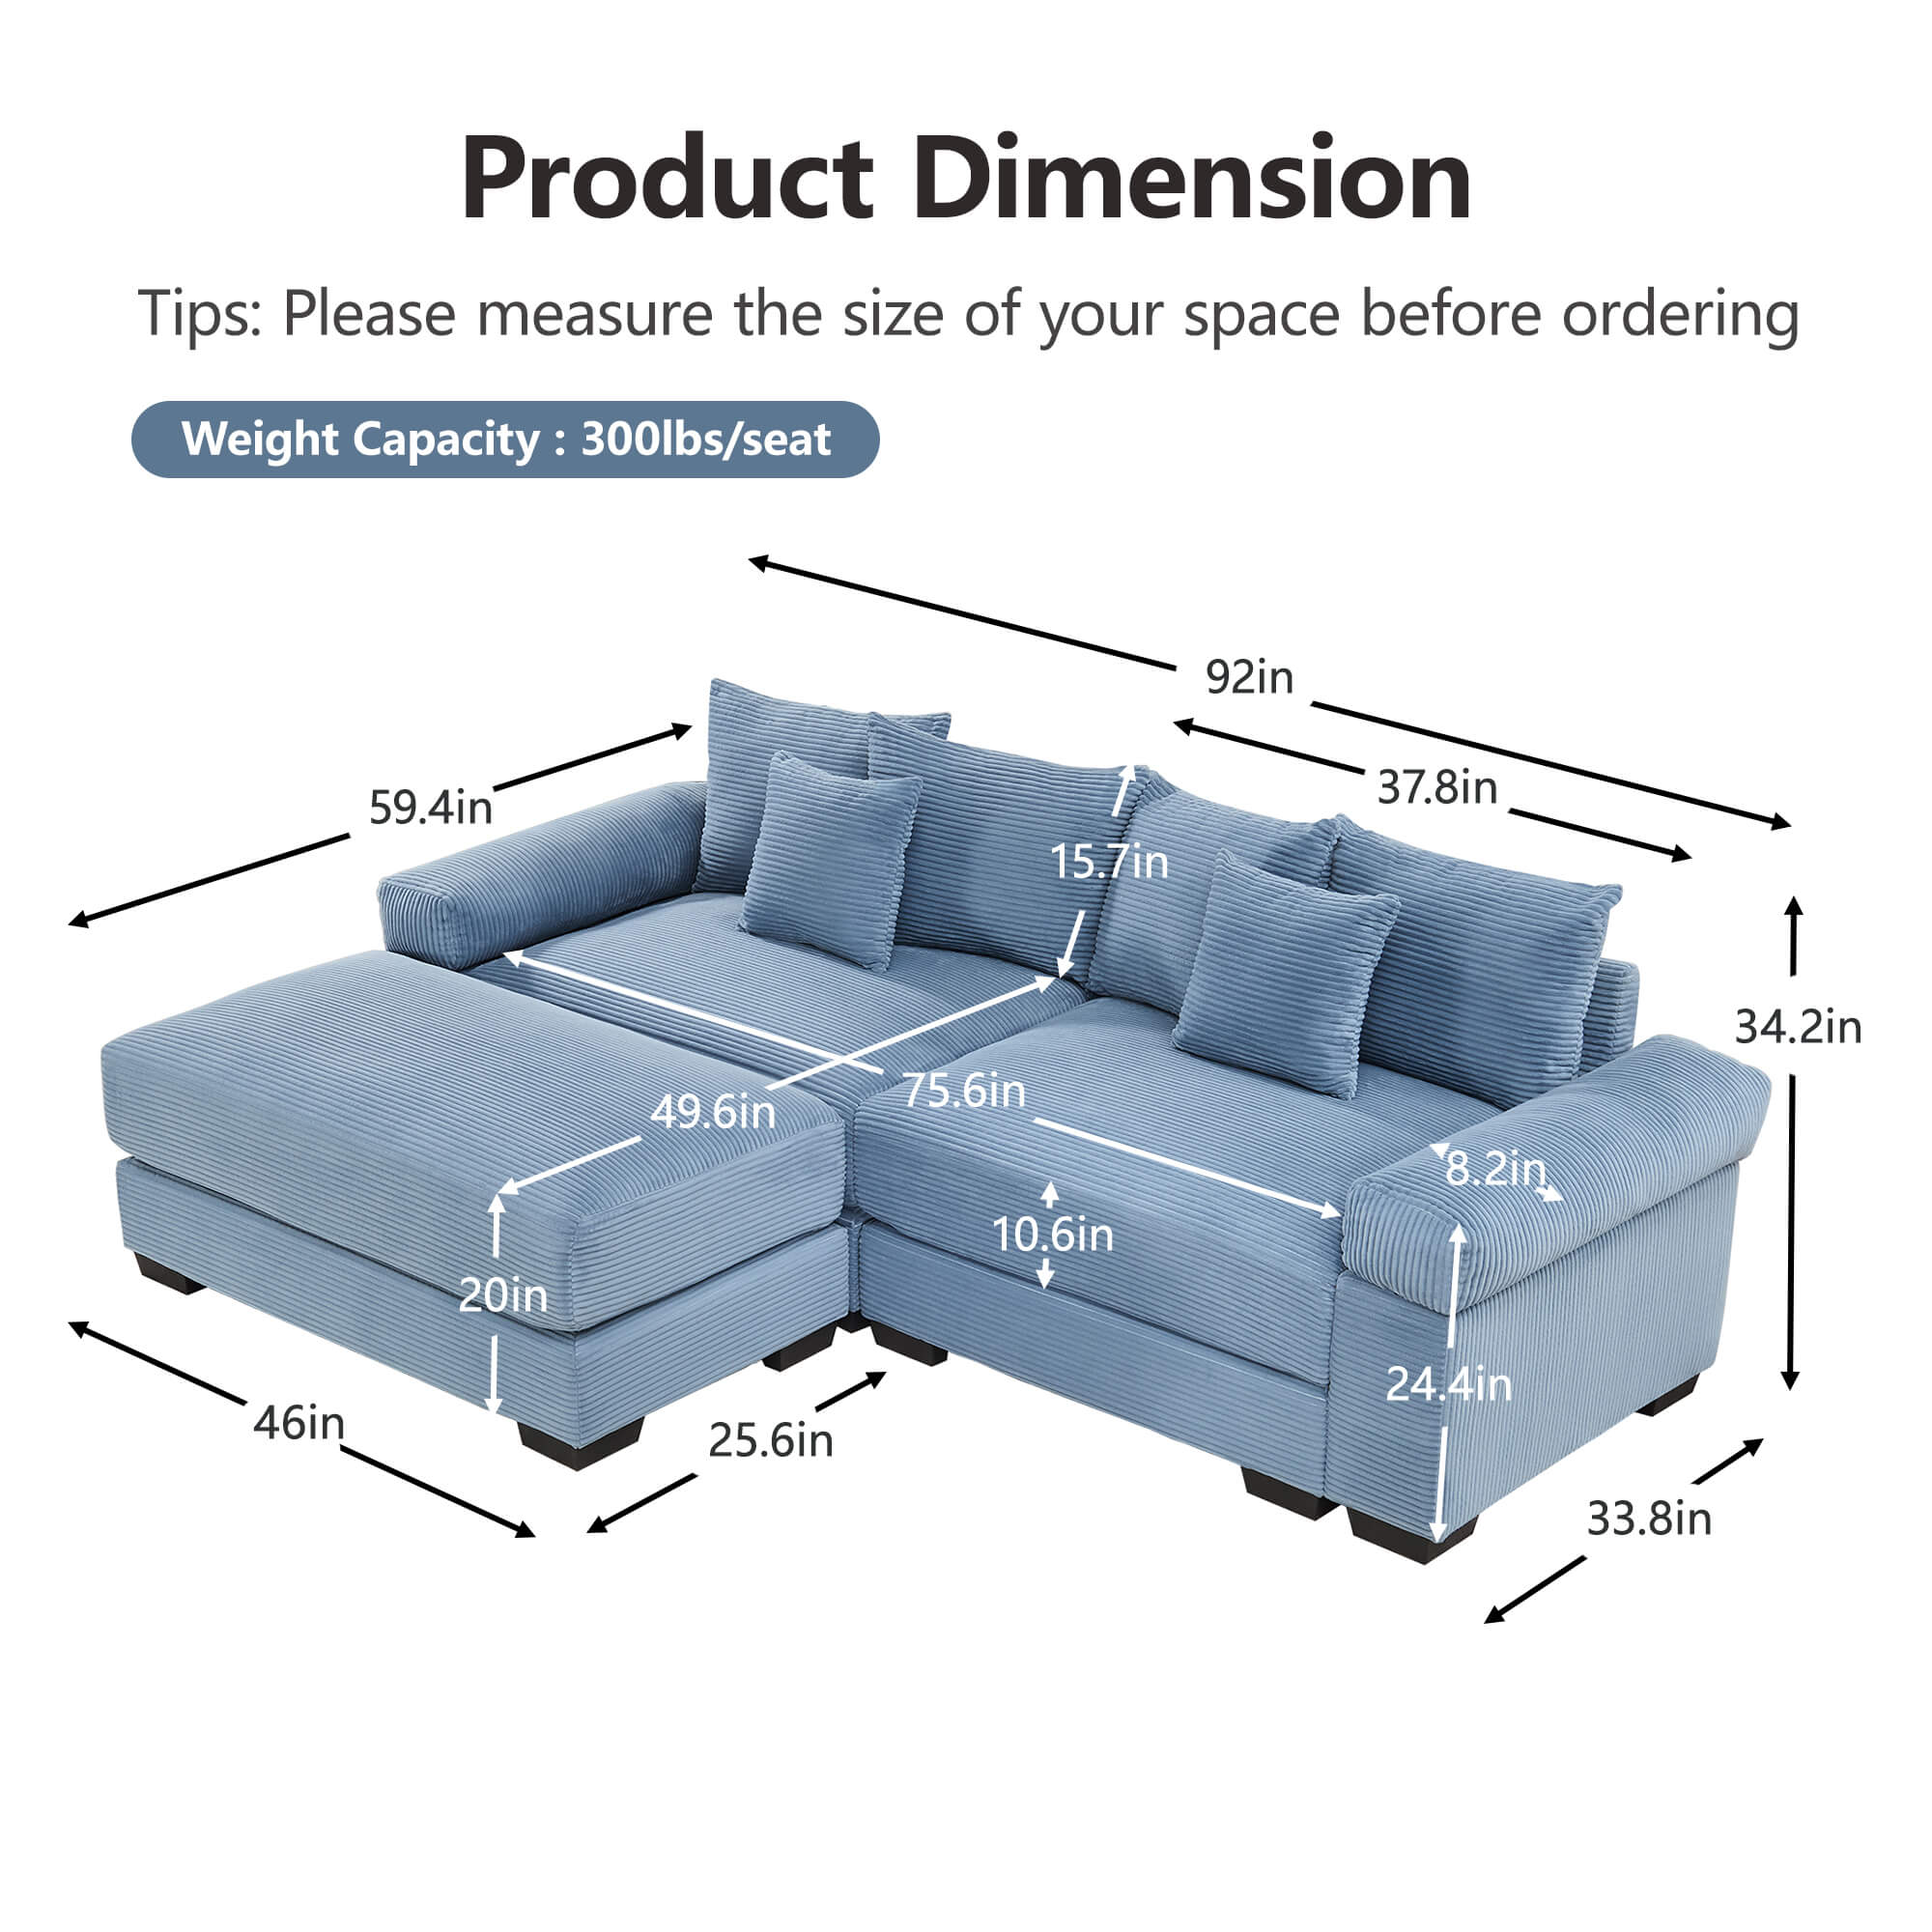 Product Dimension
Tips: Please measure the size of your space before ordering
Weight Capacity : 300lbs/seat
92in
37.8in
59.4in
15.7in
34.2in
75.6in
49.6in
8.2in
10.6in
20in
24.4in
46in
25.6in
33.8in